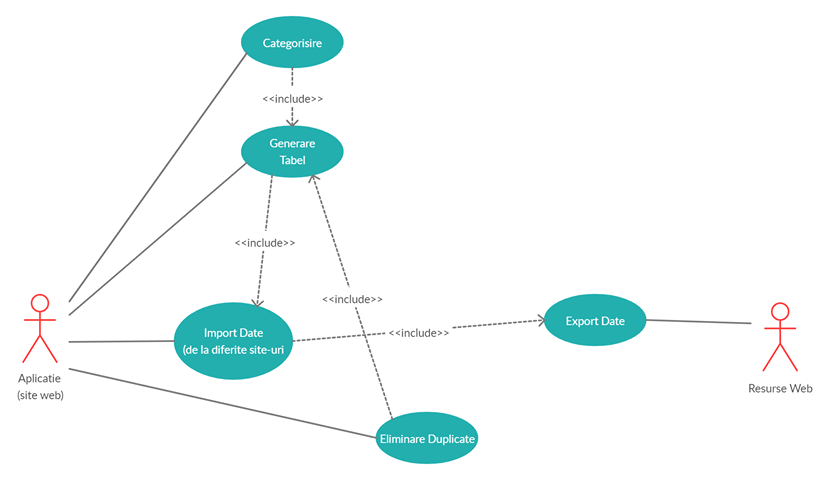 Categorisire
<<include>>
Generare
Tabel
<<include>>
<<include>>
Import Date
(de la diferite site-uri
<<include>>
Export Date
Aplicatie
(site web)
Resurse Web
Eliminare Duplicate